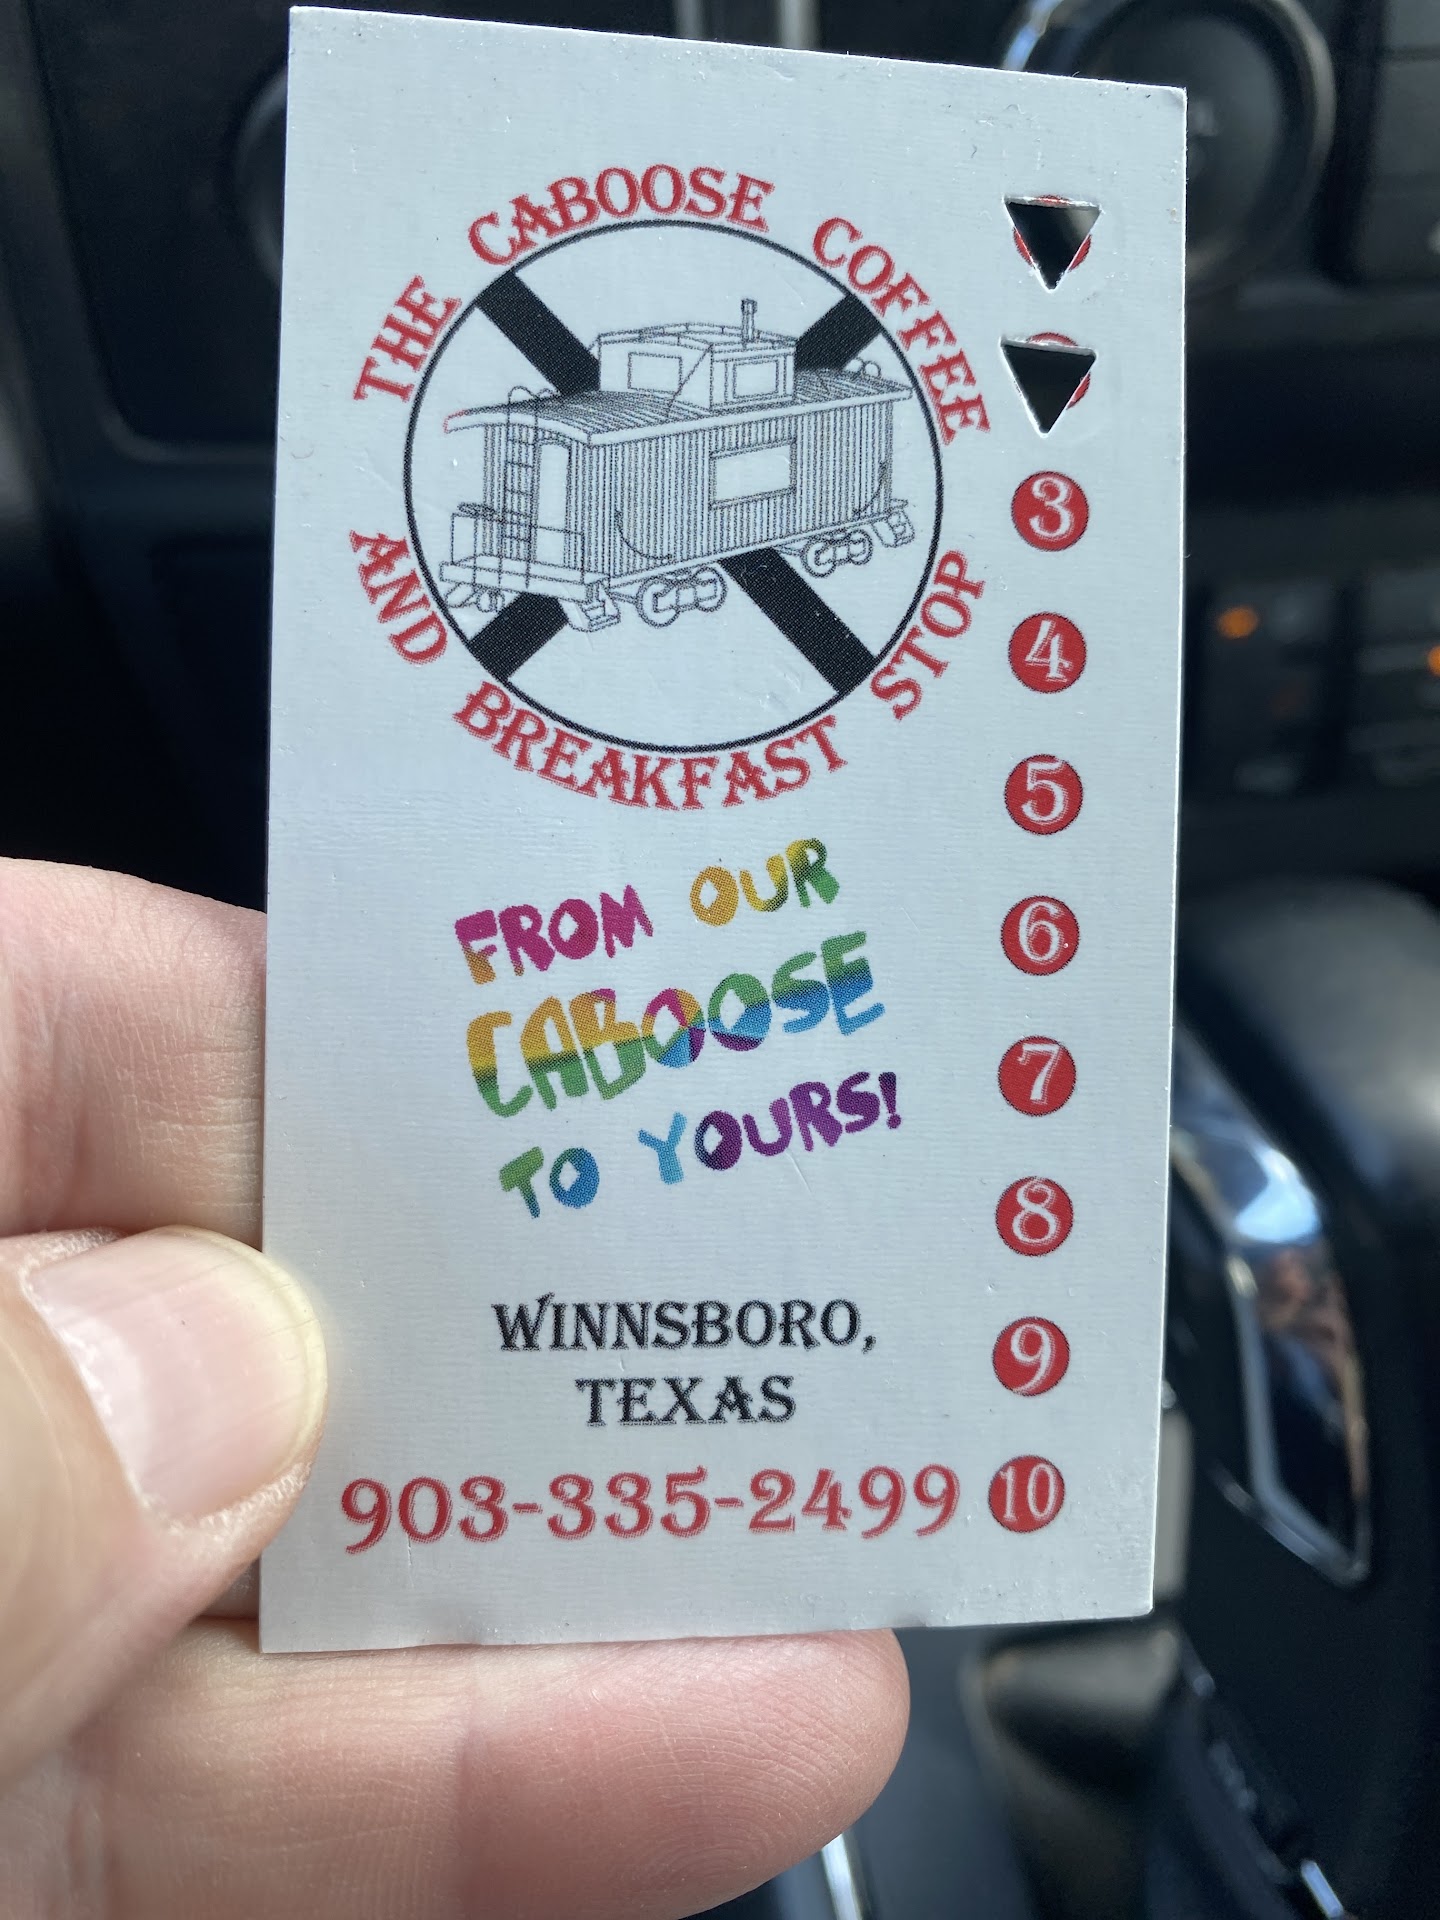 THE CABOOSE COFFEE
AND BREAKFAST STOP
FROM OUR
CABOOSE
TO YOURS!
WINNSBORO,
TEXAS
903-335-2499
3
4
5
6
7
8
9
10